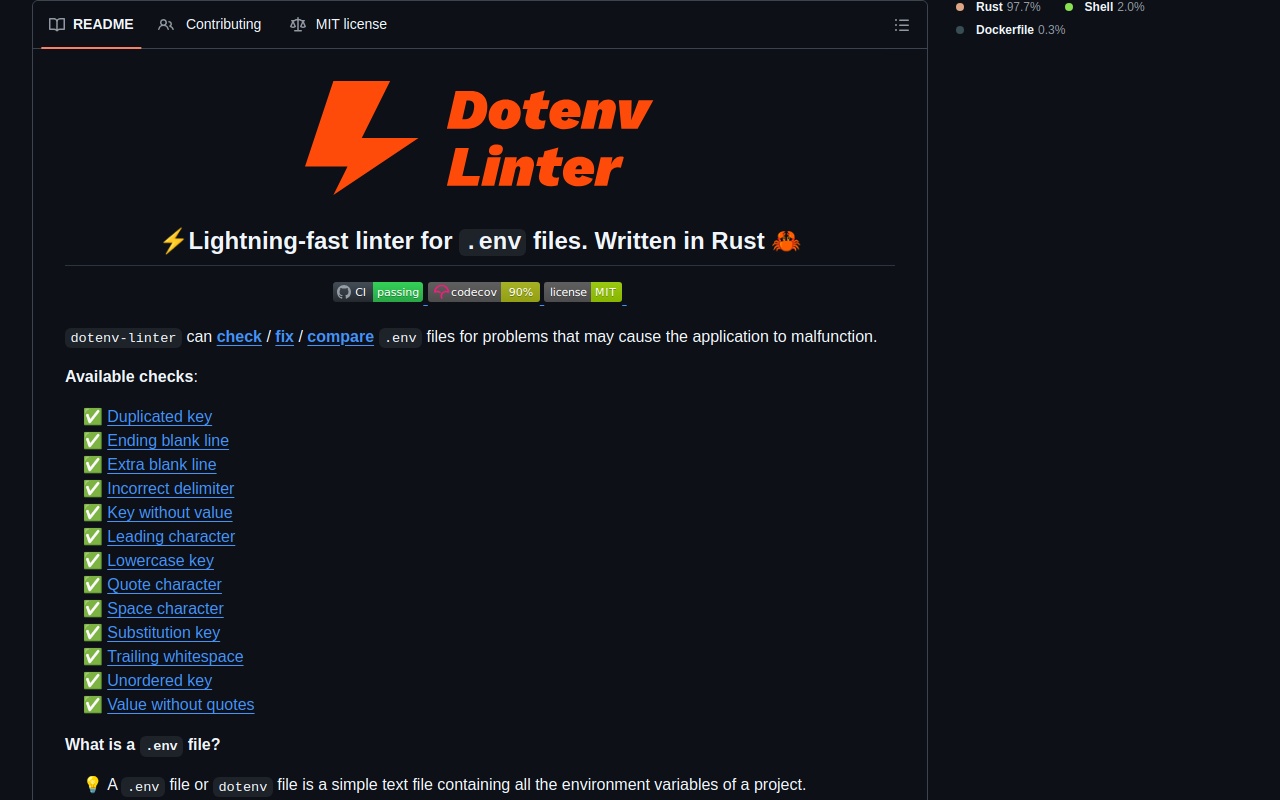 README Contributing MIT license
Rust 97.7% Shell 2.0%
Dockerfile 0.3%
Dotenv
Linter
⚡Lightning-fast linter for .env files. Written in Rust 🦀
CI passing codecov 90% license MIT
dotenv-linter can check / fix / compare .env files for problems that may cause the application to malfunction.
Available checks:
✅ Duplicated key
✅ Ending blank line
✅ Extra blank line
✅ Incorrect delimiter
✅ Key without value
✅ Leading character
✅ Lowercase key
✅ Quote character
✅ Space character
✅ Substitution key
✅ Trailing whitespace
✅ Unordered key
✅ Value without quotes
What is a .env file?
💡 A .env file or dotenv file is a simple text file containing all the environment variables of a project.